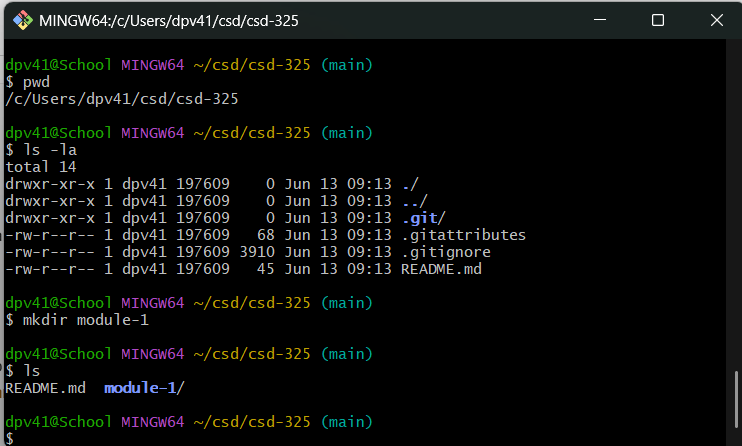 MINGW64:/c/Users/dpv41/csd/csd-325
dpv41@School MINGW64 ~/csd/csd-325 (main)
$ pwd
/c/Users/dpv41/csd/csd-325
dpv41@School MINGW64 ~/csd/csd-325 (main)
$ ls -la
total 14
drwxr-xr-x 1 dpv41 197609    0 Jun 13 09:13 ./
drwxr-xr-x 1 dpv41 197609    0 Jun 13 09:13 ../
drwxr-xr-x 1 dpv41 197609    0 Jun 13 09:13 .git/
-rw-r--r-- 1 dpv41 197609   68 Jun 13 09:13 .gitattributes
-rw-r--r-- 1 dpv41 197609 3910 Jun 13 09:13 .gitignore
-rw-r--r-- 1 dpv41 197609   45 Jun 13 09:13 README.md
dpv41@School MINGW64 ~/csd/csd-325 (main)
$ mkdir module-1
dpv41@School MINGW64 ~/csd/csd-325 (main)
$ ls
README.md  module-1/
dpv41@School MINGW64 ~/csd/csd-325 (main)
$